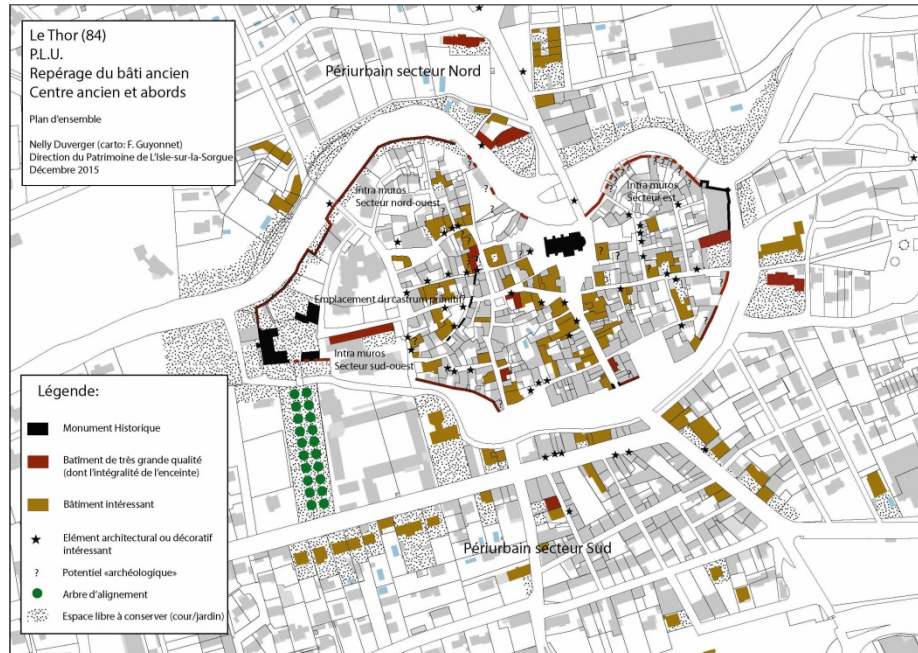 Le Thor (84)
P.L.U.
Repérage du bâti ancien
Centre ancien et abords
Plan d'ensemble
Nelly Duverger (carto: F. Guyonnet)
Direction du Patrimoine de L'Isle-sur-la-Sorgue
Décembre 2015
Périurbain secteur Nord
Intra muros
Secteur nord-ouest
Intra muros
Secteur est
Emplacement du castrum primitif?
Intra muros
Secteur sud-ouest
Périurbain secteur Sud
Légende:
Monument Historique
Batîment de très grande qualité
(dont l'intégralité de l'enceinte)
Bâtiment intéressant
Elément architectural ou décoratif
intéressant
? Potentiel «archéologique»
Arbre d'alignement
Espace libre à conserver (cour/jardin)